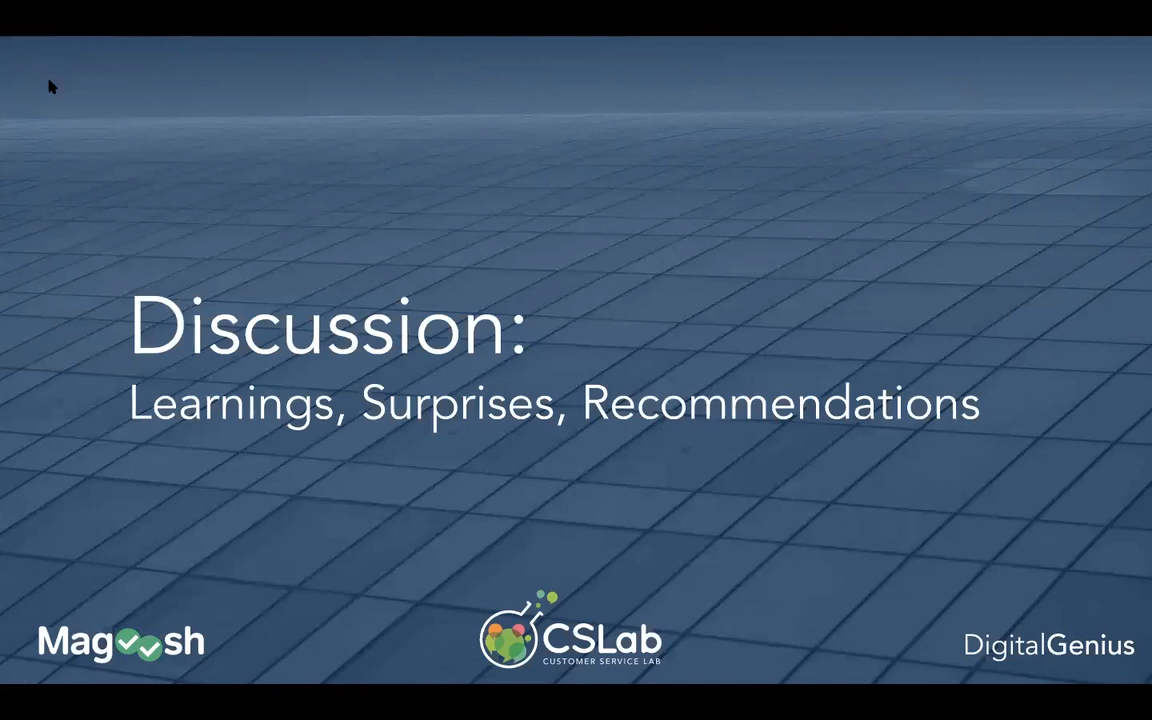 Discussion:
Learnings, Surprises, Recommendations
Magoosh
CSLab
CUSTOMER SERVICE LAB
DigitalGenius